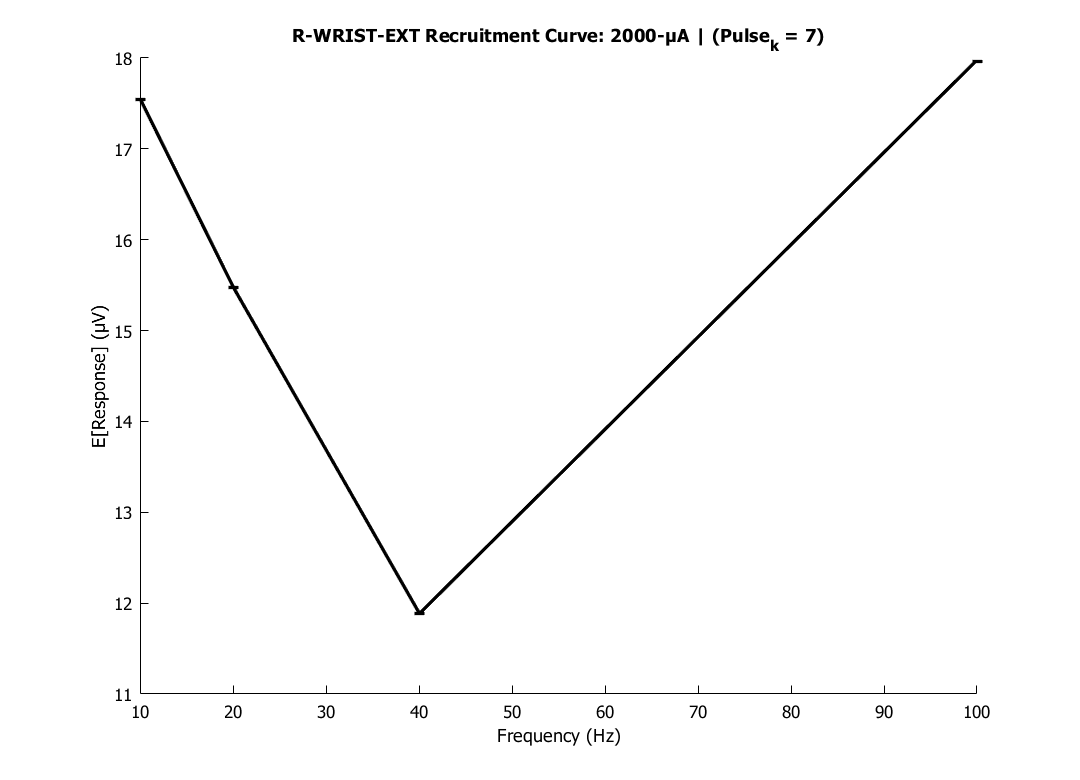 R-WRIST-EXT Recruitment Curve: 2000-µA | (Pulsek = 7)
18
17
16
15
14
13
12
11
E[Response] (µV)
10 20 30 40 50 60 70 80 90 100
Frequency (Hz)